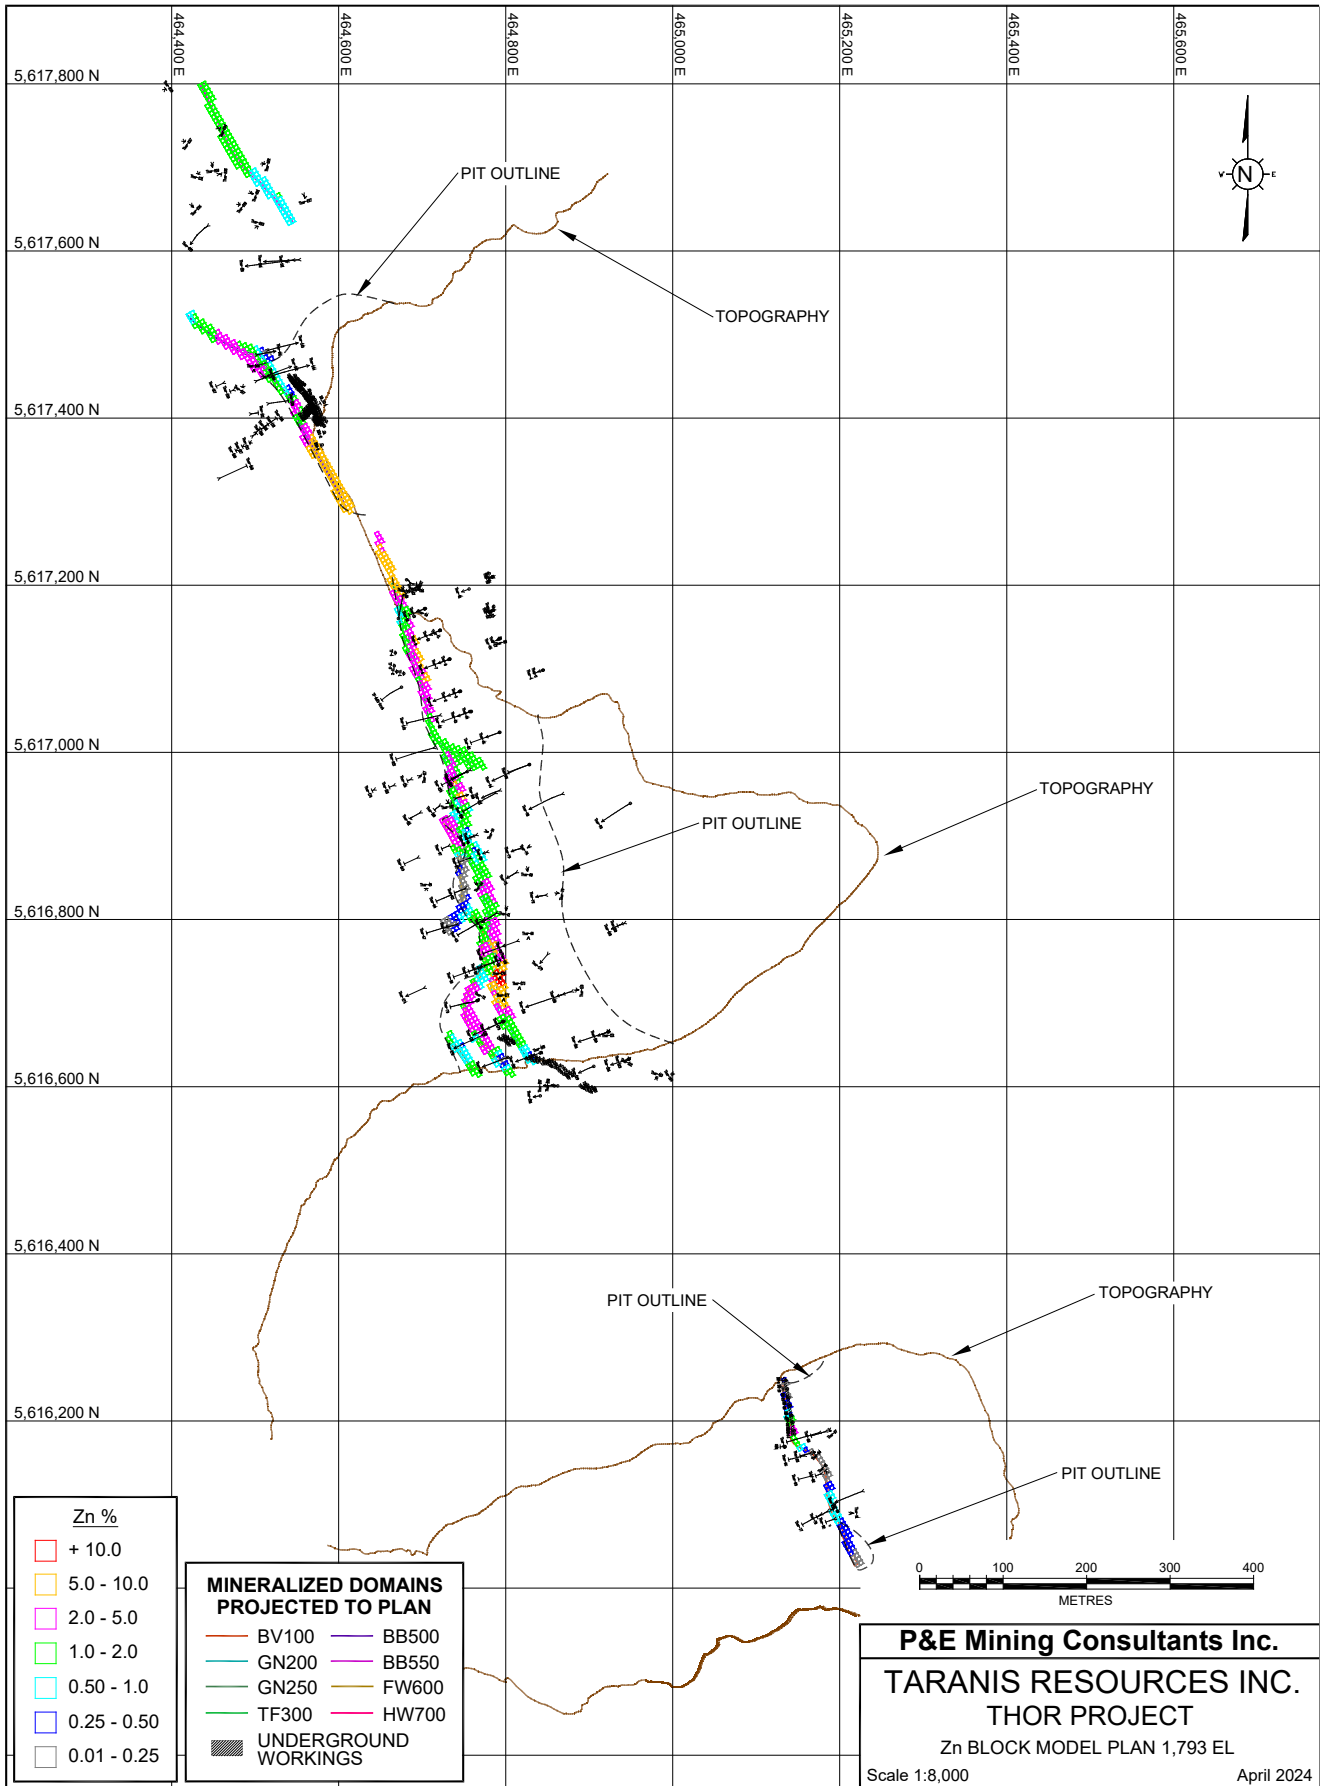 464,400 E
464,600 E
464,800 E
465,000 E
465,200 E
465,400 E
465,600 E
5,617,800 N
5,617,600 N
5,617,400 N
5,617,200 N
5,617,000 N
5,616,800 N
5,616,600 N
5,616,400 N
5,616,200 N
W N E
PIT OUTLINE
TOPOGRAPHY
TOPOGRAPHY
PIT OUTLINE
PIT OUTLINE
TOPOGRAPHY
PIT OUTLINE
Zn %
+ 10.0
5.0 - 10.0
2.0 - 5.0
1.0 - 2.0
0.50 - 1.0
0.25 - 0.50
0.01 - 0.25
MINERALIZED DOMAINS
PROJECTED TO PLAN
BV100 BB500
GN200 BB550
GN250 FW600
TF300 HW700
UNDERGROUND
WORKINGS
0 100 200 300 400
METRES
P&E Mining Consultants Inc.
TARANIS RESOURCES INC.
THOR PROJECT
Zn BLOCK MODEL PLAN 1,793 EL
Scale 1:8,000 April 2024